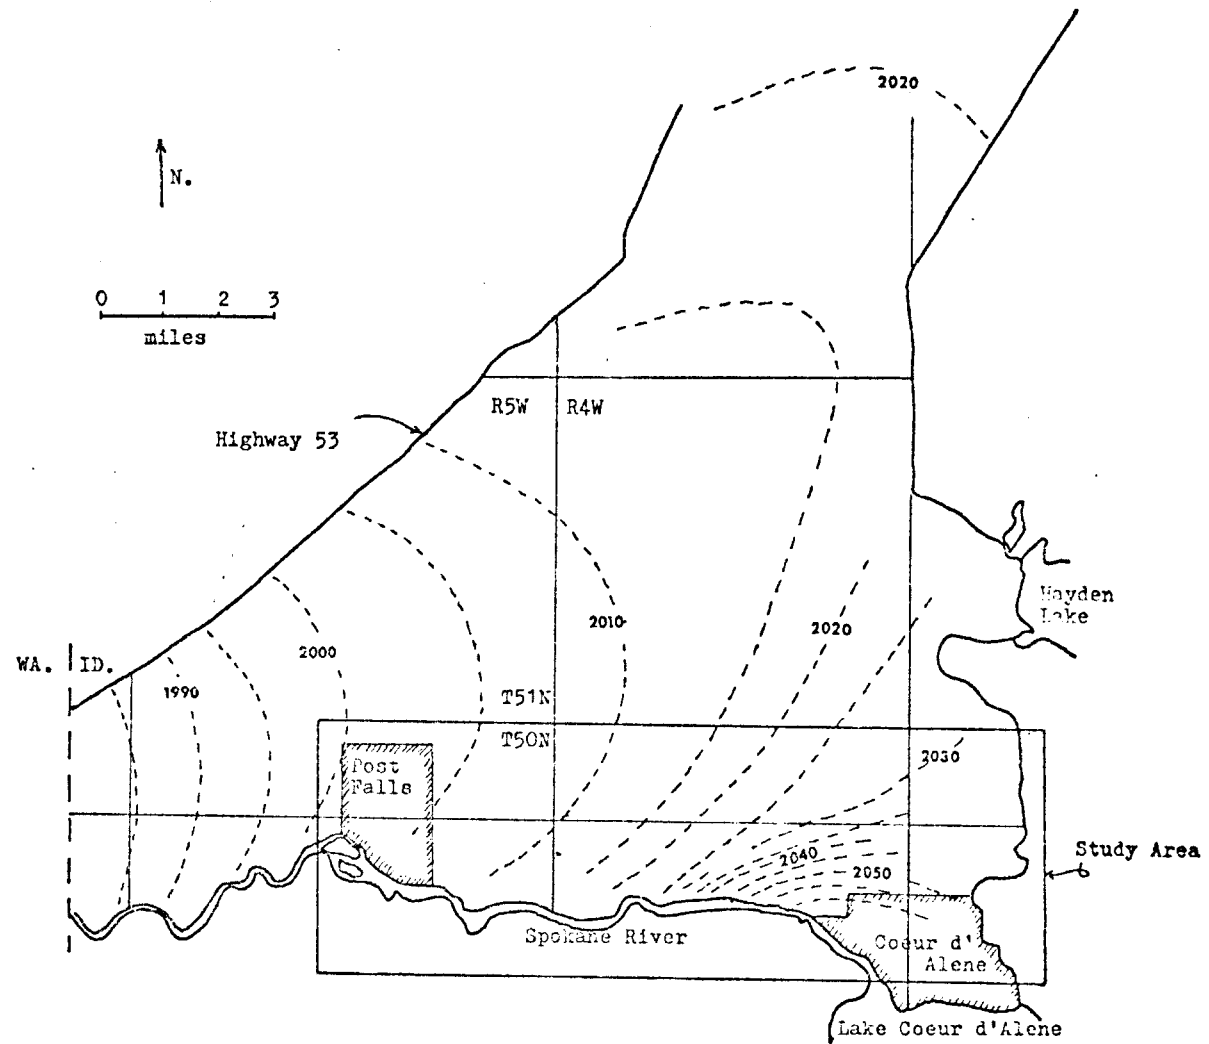 2020
N.
0 1 2 3
miles
R5W R4W
Highway 53
Hayden
Lake
2010
2020
2000
WA. ID.
1990
T51N
T50N
2030
Post
Falls
2040
Study Area
2050
Spokane River
Coeur d'
Alene
Lake Coeur d'Alene